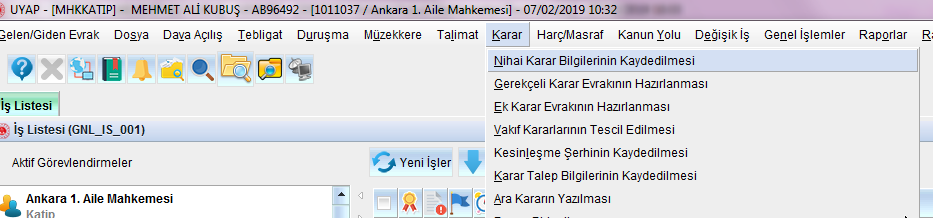 UYAP - [MHKKATIP] - MEHMET ALİ KUBUŞ - AB96492 - [1011037 / Ankara 1. Aile Mahkemesi] - 07/02/2019 10:32
Gelen/Giden Evrak Dosya Dava Açılış Tebligat Duruşma Müzekkere Talimat Karar Harç/Masraf Kanun Yolu Değişik İş Genel İşlemler Raporlar
Nihai Karar Bilgilerinin Kaydedilmesi
Gerekçeli Karar Evrakının Hazırlanması
Ek Karar Evrakının Hazırlanması
Vakıf Kararlarının Tescil Edilmesi
Kesinleşme Şerhinin Kaydedilmesi
Karar Talep Bilgilerinin Kaydedilmesi
Ara Kararın Yazılması
İş Listesi
İş Listesi (GNL_IS_001)
Aktif Görevlendirmeler
Yeni İşler
Ankara 1. Aile Mahkemesi
Katip